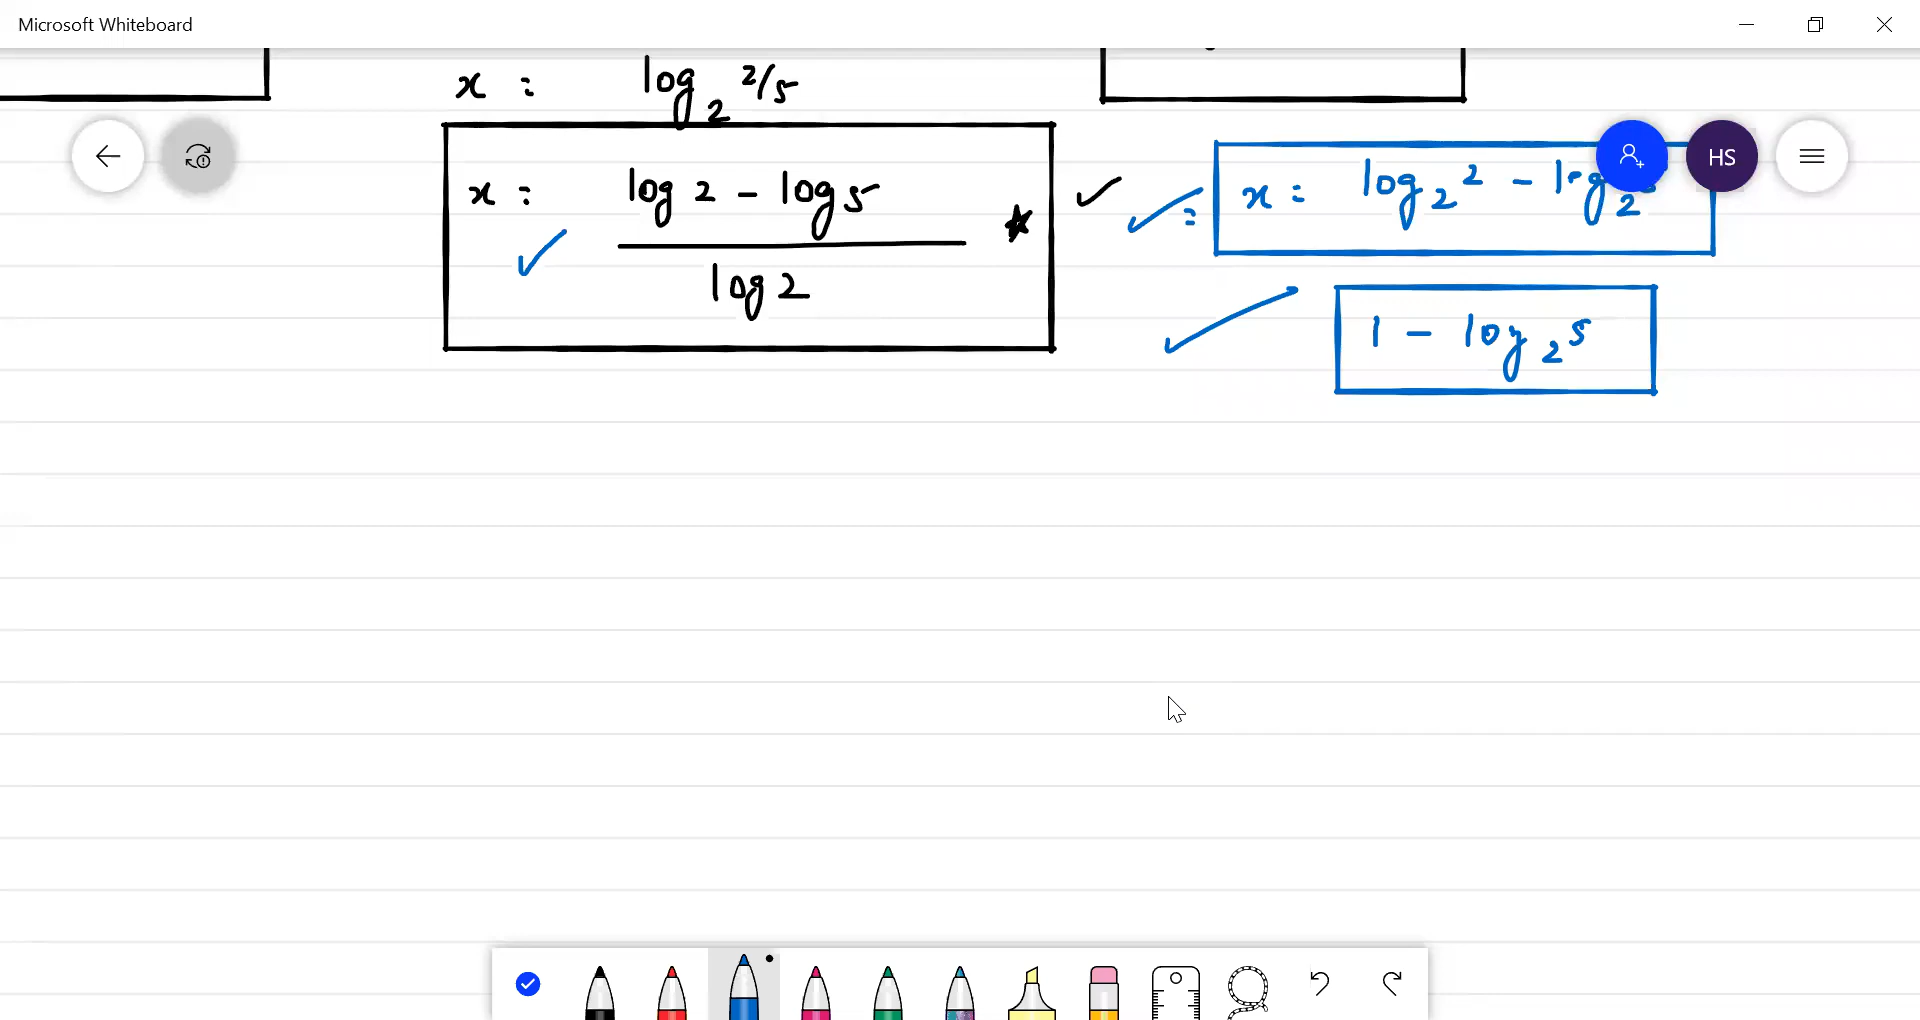 Microsoft Whiteboard
x = log₂ 2/5
x = log 2 - log 5
log 2
= x = log₂ 2 - log₂
HS
1 - log₂ 5